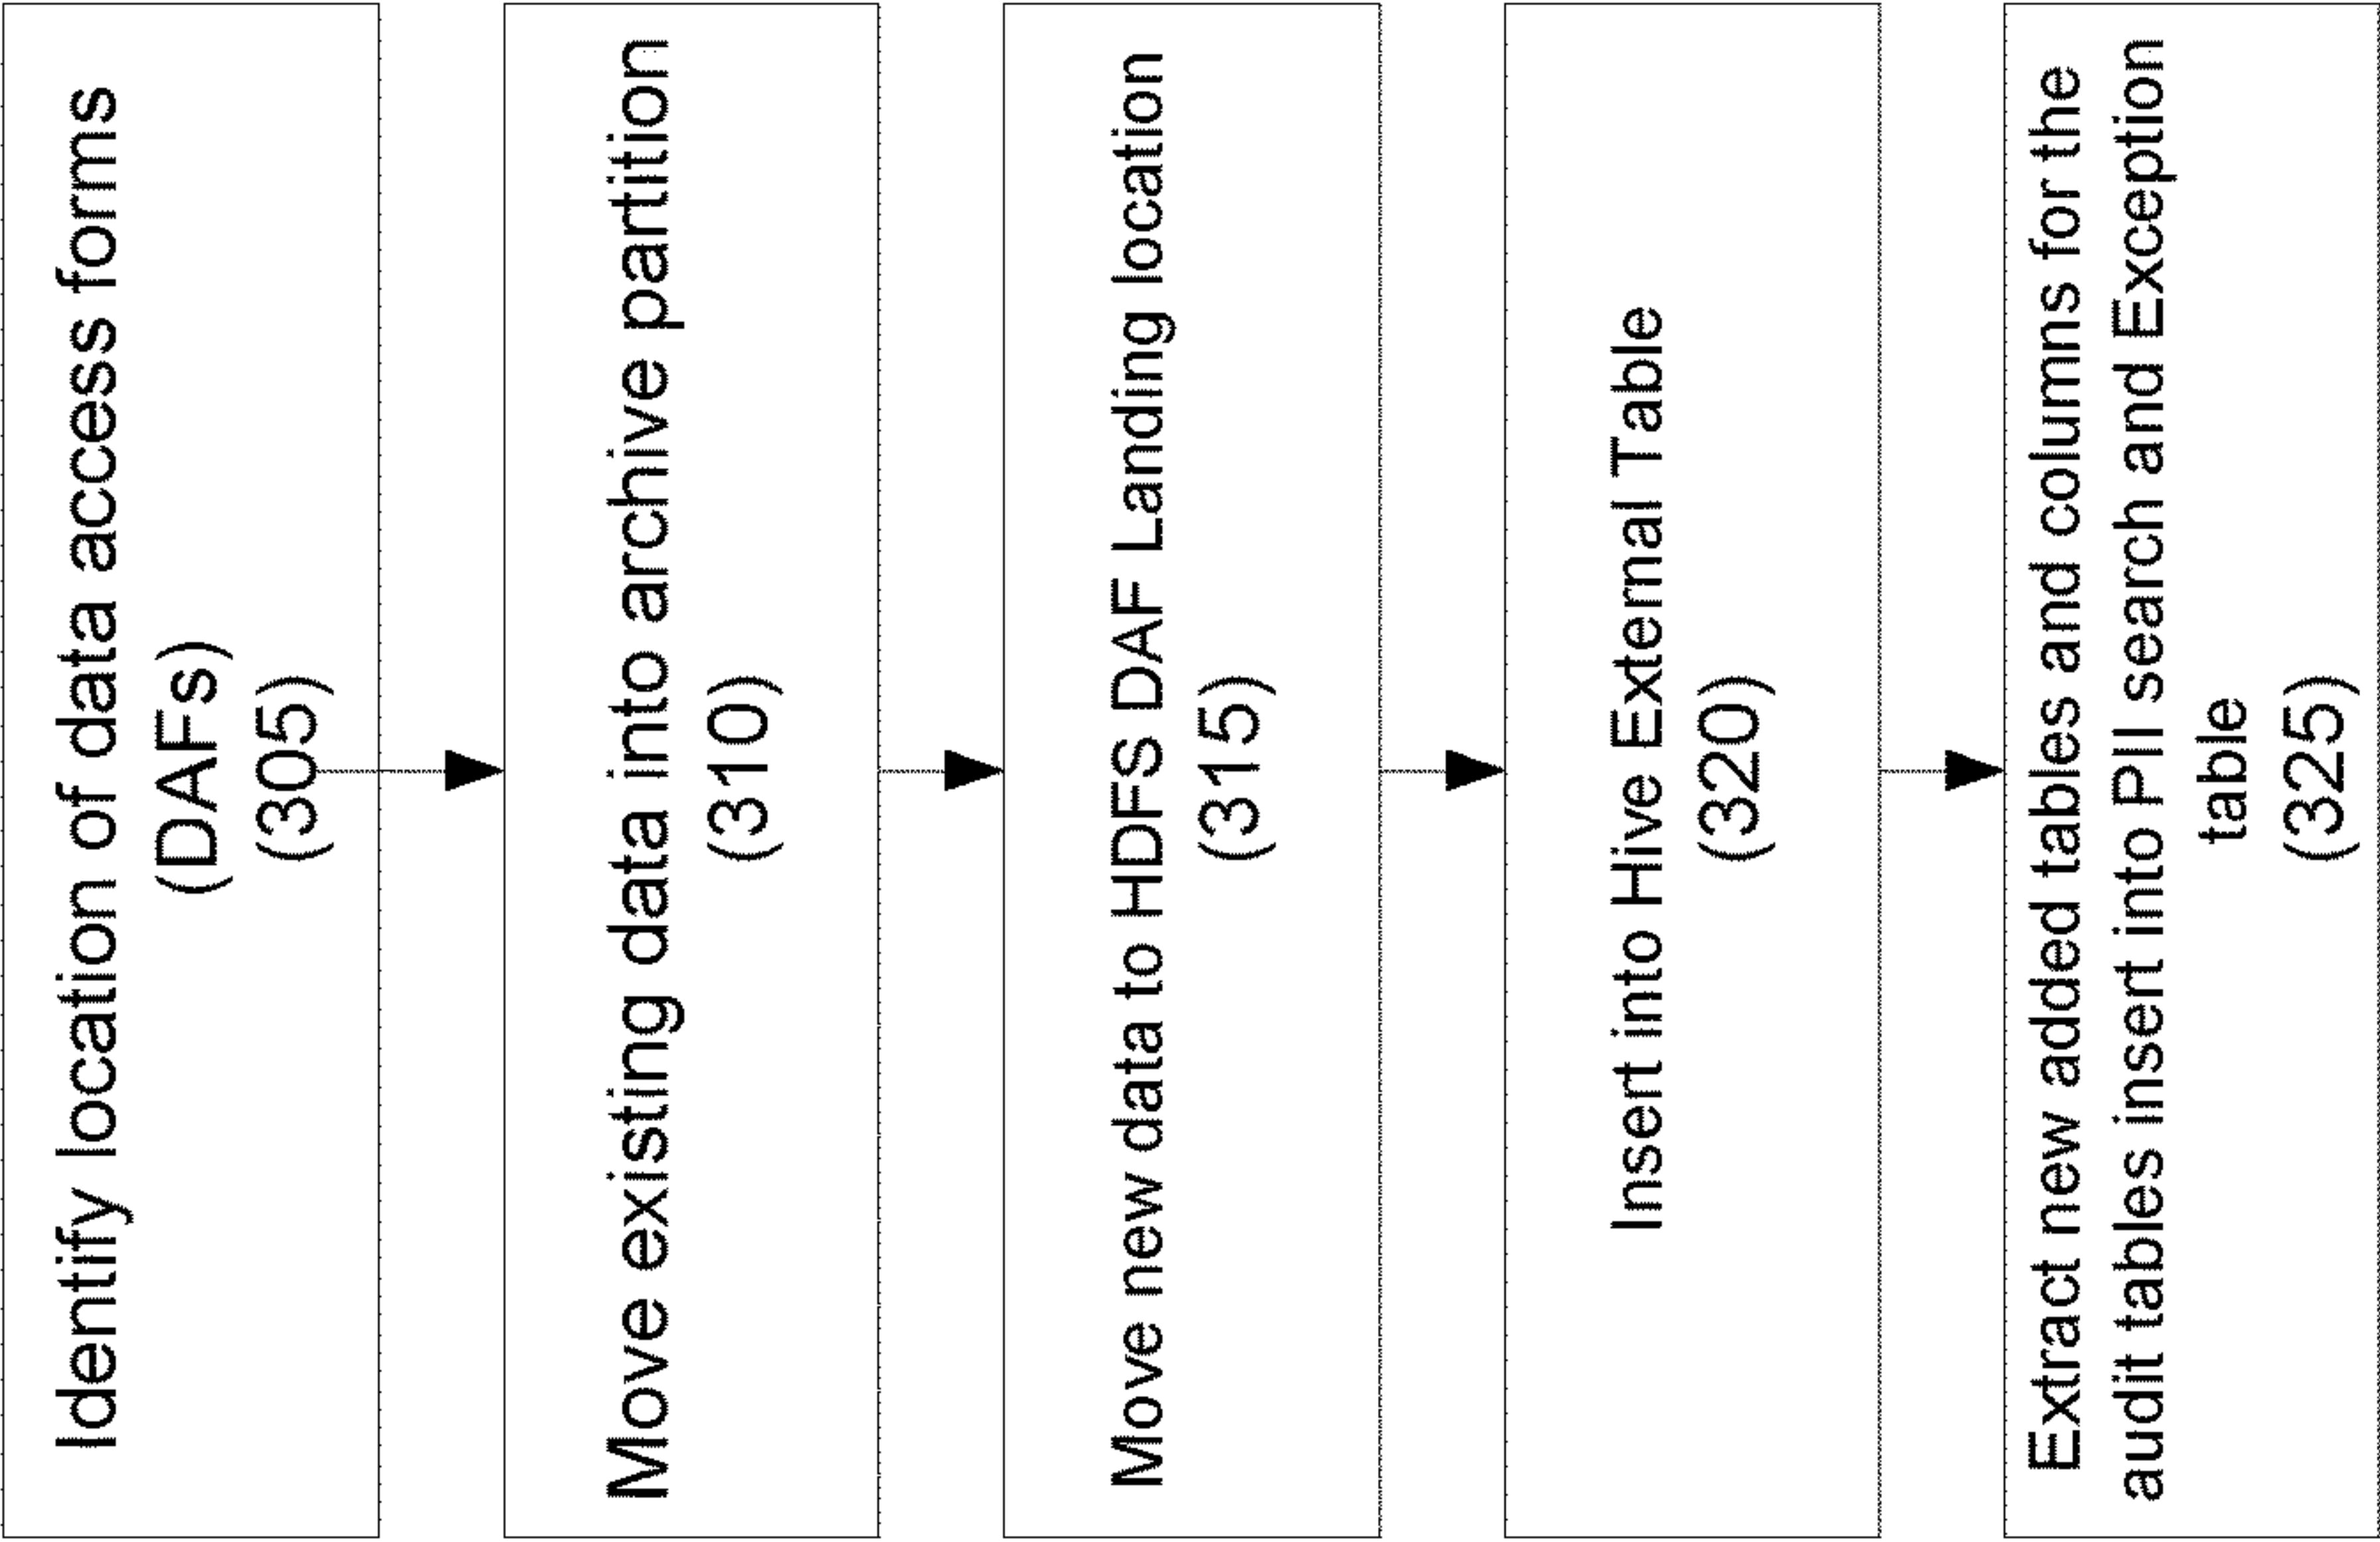 Identify location of data access forms
(DAFs)
(305)
Move existing data into archive partition
(310)
Move new data to HDFS DAF Landing location
(315)
Insert into Hive External Table
(320)
Extract new added tables and columns for the
audit tables insert into PII search and Exception
table
(325)